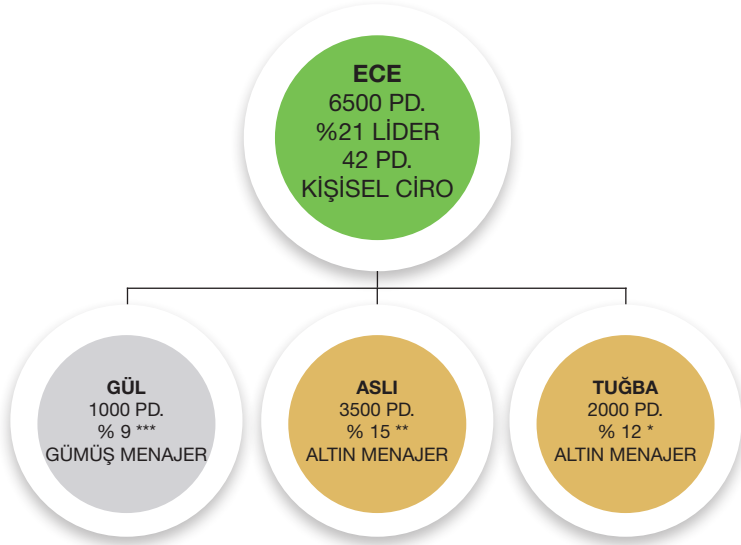 ECE
6500 PD.
%21 LİDER
42 PD.
KİŞİSEL CİRO
GÜL
1000 PD.
% 9 ***
GÜMÜŞ MENAJER
ASLI
3500 PD.
% 15 **
ALTIN MENAJER
TUĞBA
2000 PD.
% 12 *
ALTIN MENAJER